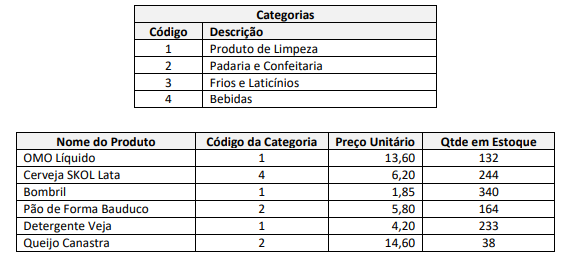 Categorias
Código Descrição
1 Produto de Limpeza
2 Padaria e Confeitaria
3 Frios e Laticínios
4 Bebidas
Nome do Produto Código da Categoria Preço Unitário Qtde em Estoque
OMO Líquido 1 13,60 132
Cerveja SKOL Lata 4 6,20 244
Bombril 1 1,85 340
Pão de Forma Bauduco 2 5,80 164
Detergente Veja 1 4,20 233
Queijo Canastra 2 14,60 38